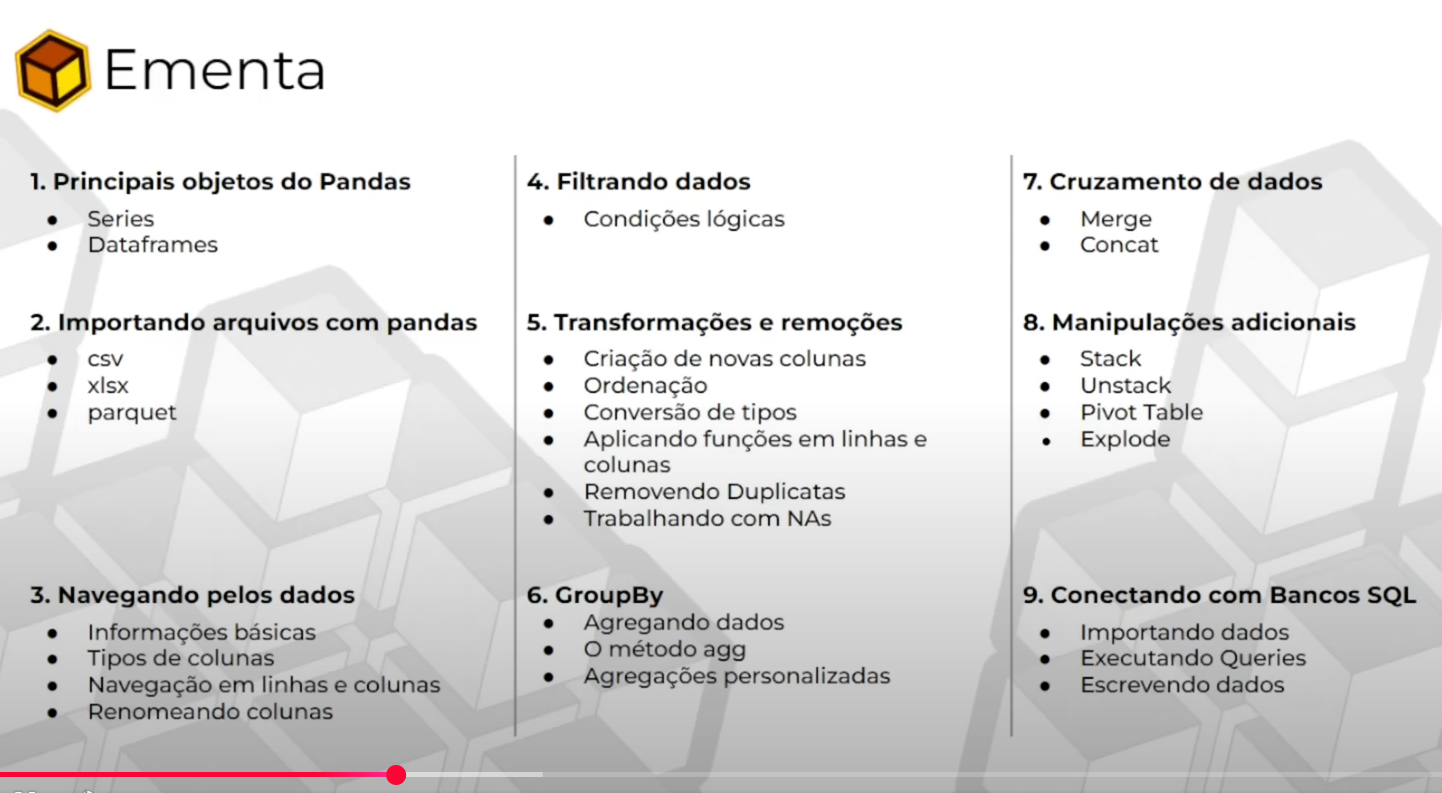 Ementa
1. Principais objetos do Pandas
● Series
● Dataframes
2. Importando arquivos com pandas
● csv
● xlsx
● parquet
3. Navegando pelos dados
● Informações básicas
● Tipos de colunas
● Navegação em linhas e colunas
● Renomeando colunas
4. Filtrando dados
● Condições lógicas
5. Transformações e remoções
● Criação de novas colunas
● Ordenação
● Conversão de tipos
● Aplicando funções em linhas e
colunas
● Removendo Duplicatas
● Trabalhando com NAs
6. GroupBy
● Agregando dados
● O método agg
● Agregações personalizadas
7. Cruzamento de dados
● Merge
● Concat
8. Manipulações adicionais
● Stack
● Unstack
● Pivot Table
● Explode
9. Conectando com Bancos SQL
● Importando dados
● Executando Queries
● Escrevendo dados